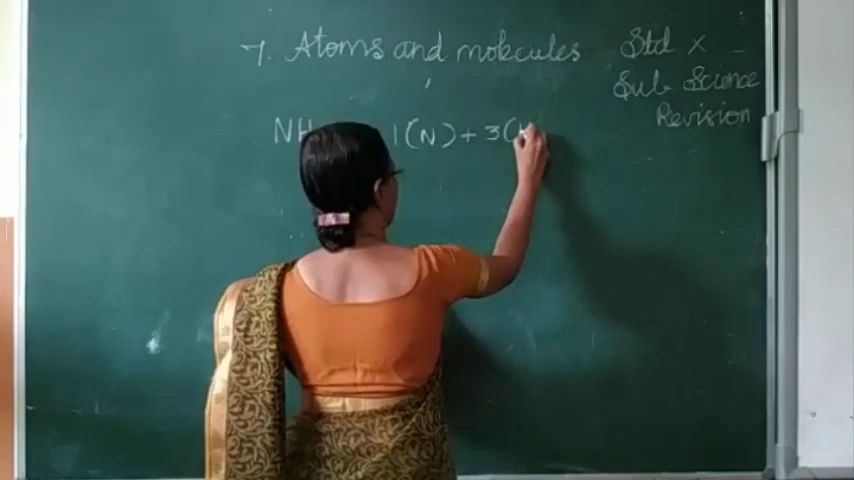 7. Atoms and molecules
Std X
Sub Science
Revision
NH 1(N) + 3(H